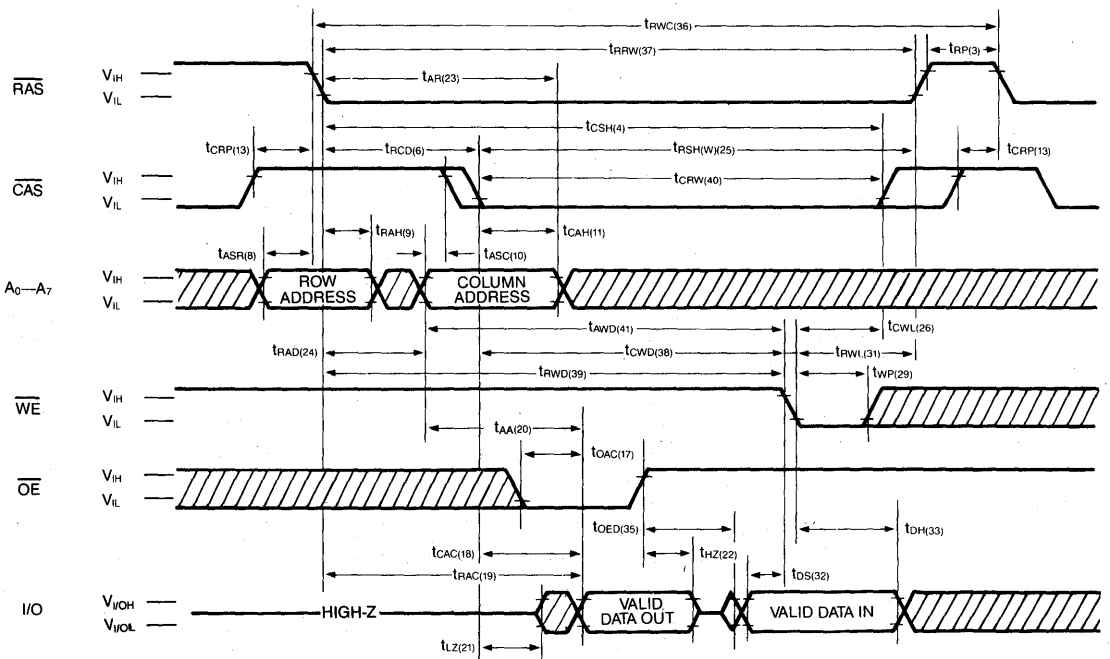 tRWC(36)
tRRW(37)
tRP(3)
tAR(23)
RAS
VIH
VIL
tCSH(4)
tCRP(13)
tRCD(6)
tRSH(W)(25)
tCRP(13)
CAS
VIH
VIL
tCRW(40)
tRAH(9)
tCAH(11)
tASR(8)
tASC(10)
A0—A7
VIH
VIL
ROW ADDRESS
COLUMN ADDRESS
tAWD(41)
tCWL(26)
tRAD(24)
tCWD(38)
tRWL(31)
tRWD(39)
tWP(29)
WE
VIH
VIL
tAA(20)
tOAC(17)
OE
VIH
VIL
tOED(35)
tDH(33)
tCAC(18)
tHZ(22)
tRAC(19)
tDS(32)
I/O
VI/OH
VI/OL
HIGH-Z
VALID DATA OUT
VALID DATA IN
tLZ(21)